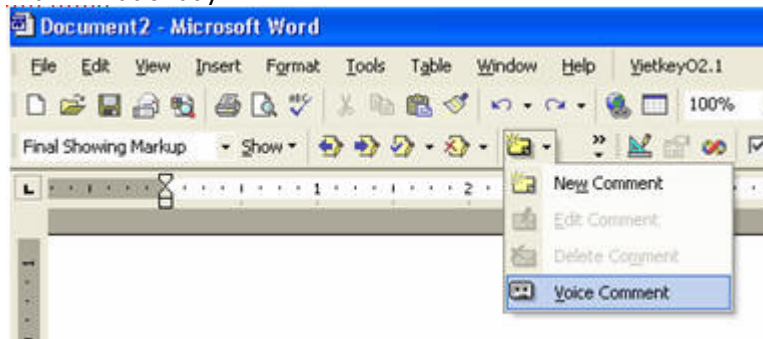 Document2 - Microsoft Word
File Edit View Insert Format Tools Table Window Help VietkeyO2.1
100%
Final Showing Markup Show
1 2
New Comment
Edit Comment
Delete Comment
Voice Comment